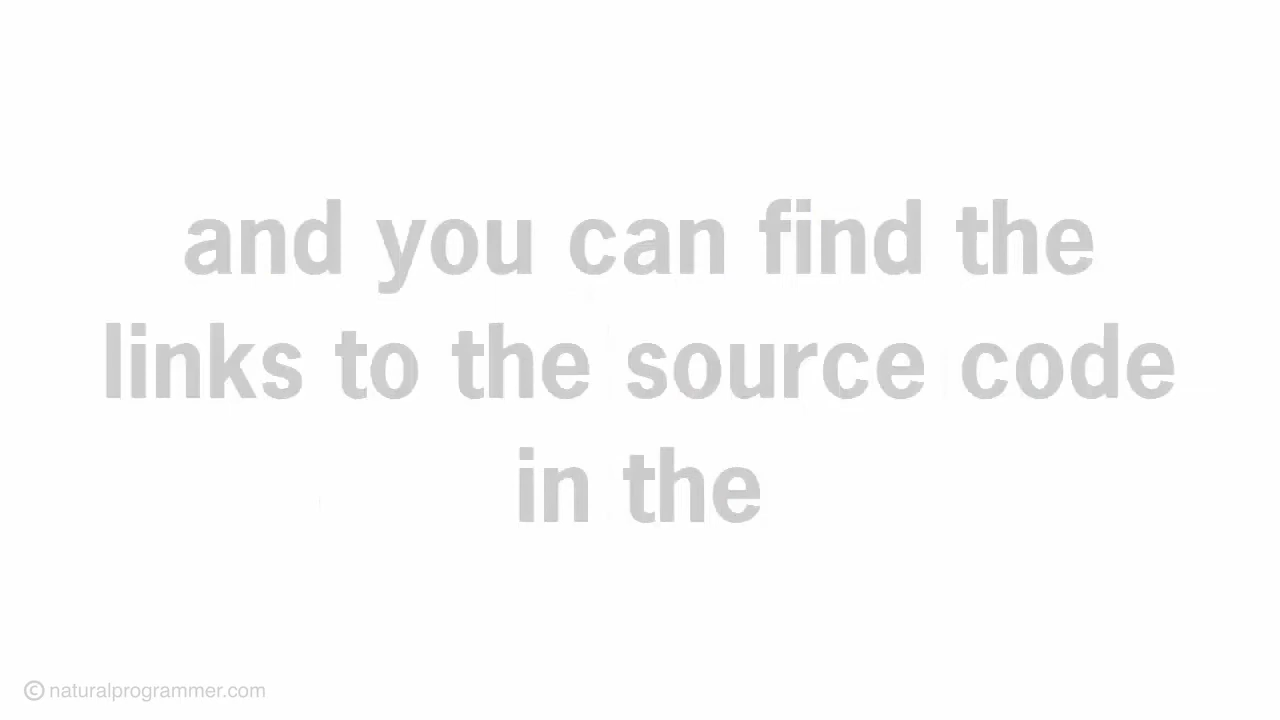 and you can find the
links to the source code
in the
© naturalprogrammer.com